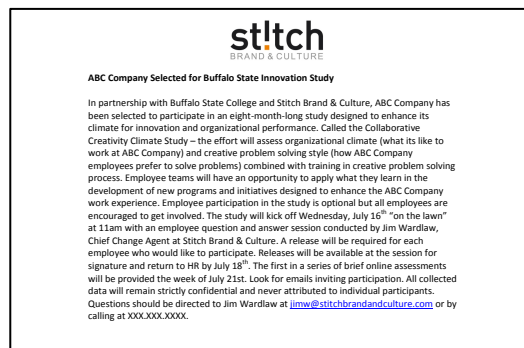 st!tch
BRAND & CULTURE
ABC Company Selected for Buffalo State Innovation Study
In partnership with Buffalo State College and Stitch Brand & Culture, ABC Company has
been selected to participate in an eight-month-long study designed to enhance its
climate for innovation and organizational performance. Called the Collaborative
Creativity Climate Study – the effort will assess organizational climate (what its like to
work at ABC Company) and creative problem solving style (how ABC Company
employees prefer to solve problems) combined with training in creative problem solving
process. Employee teams will have an opportunity to apply what they learn in the
development of new programs and initiatives designed to enhance the ABC Company
work experience. Employee participation in the study is optional but all employees are
encouraged to get involved. The study will kick off Wednesday, July 16th "on the lawn"
at 11am with an employee question and answer session conducted by Jim Wardlaw,
Chief Change Agent at Stitch Brand & Culture. A release will be required for each
employee who would like to participate. Releases will be available at the session for
signature and return to HR by July 18th. The first in a series of brief online assessments
will be provided the week of July 21st. Look for emails inviting participation. All collected
data will remain strictly confidential and never attributed to individual participants.
Questions should be directed to Jim Wardlaw at jimw@stitchbrandandculture.com or by
calling at XXX.XXX.XXXX.